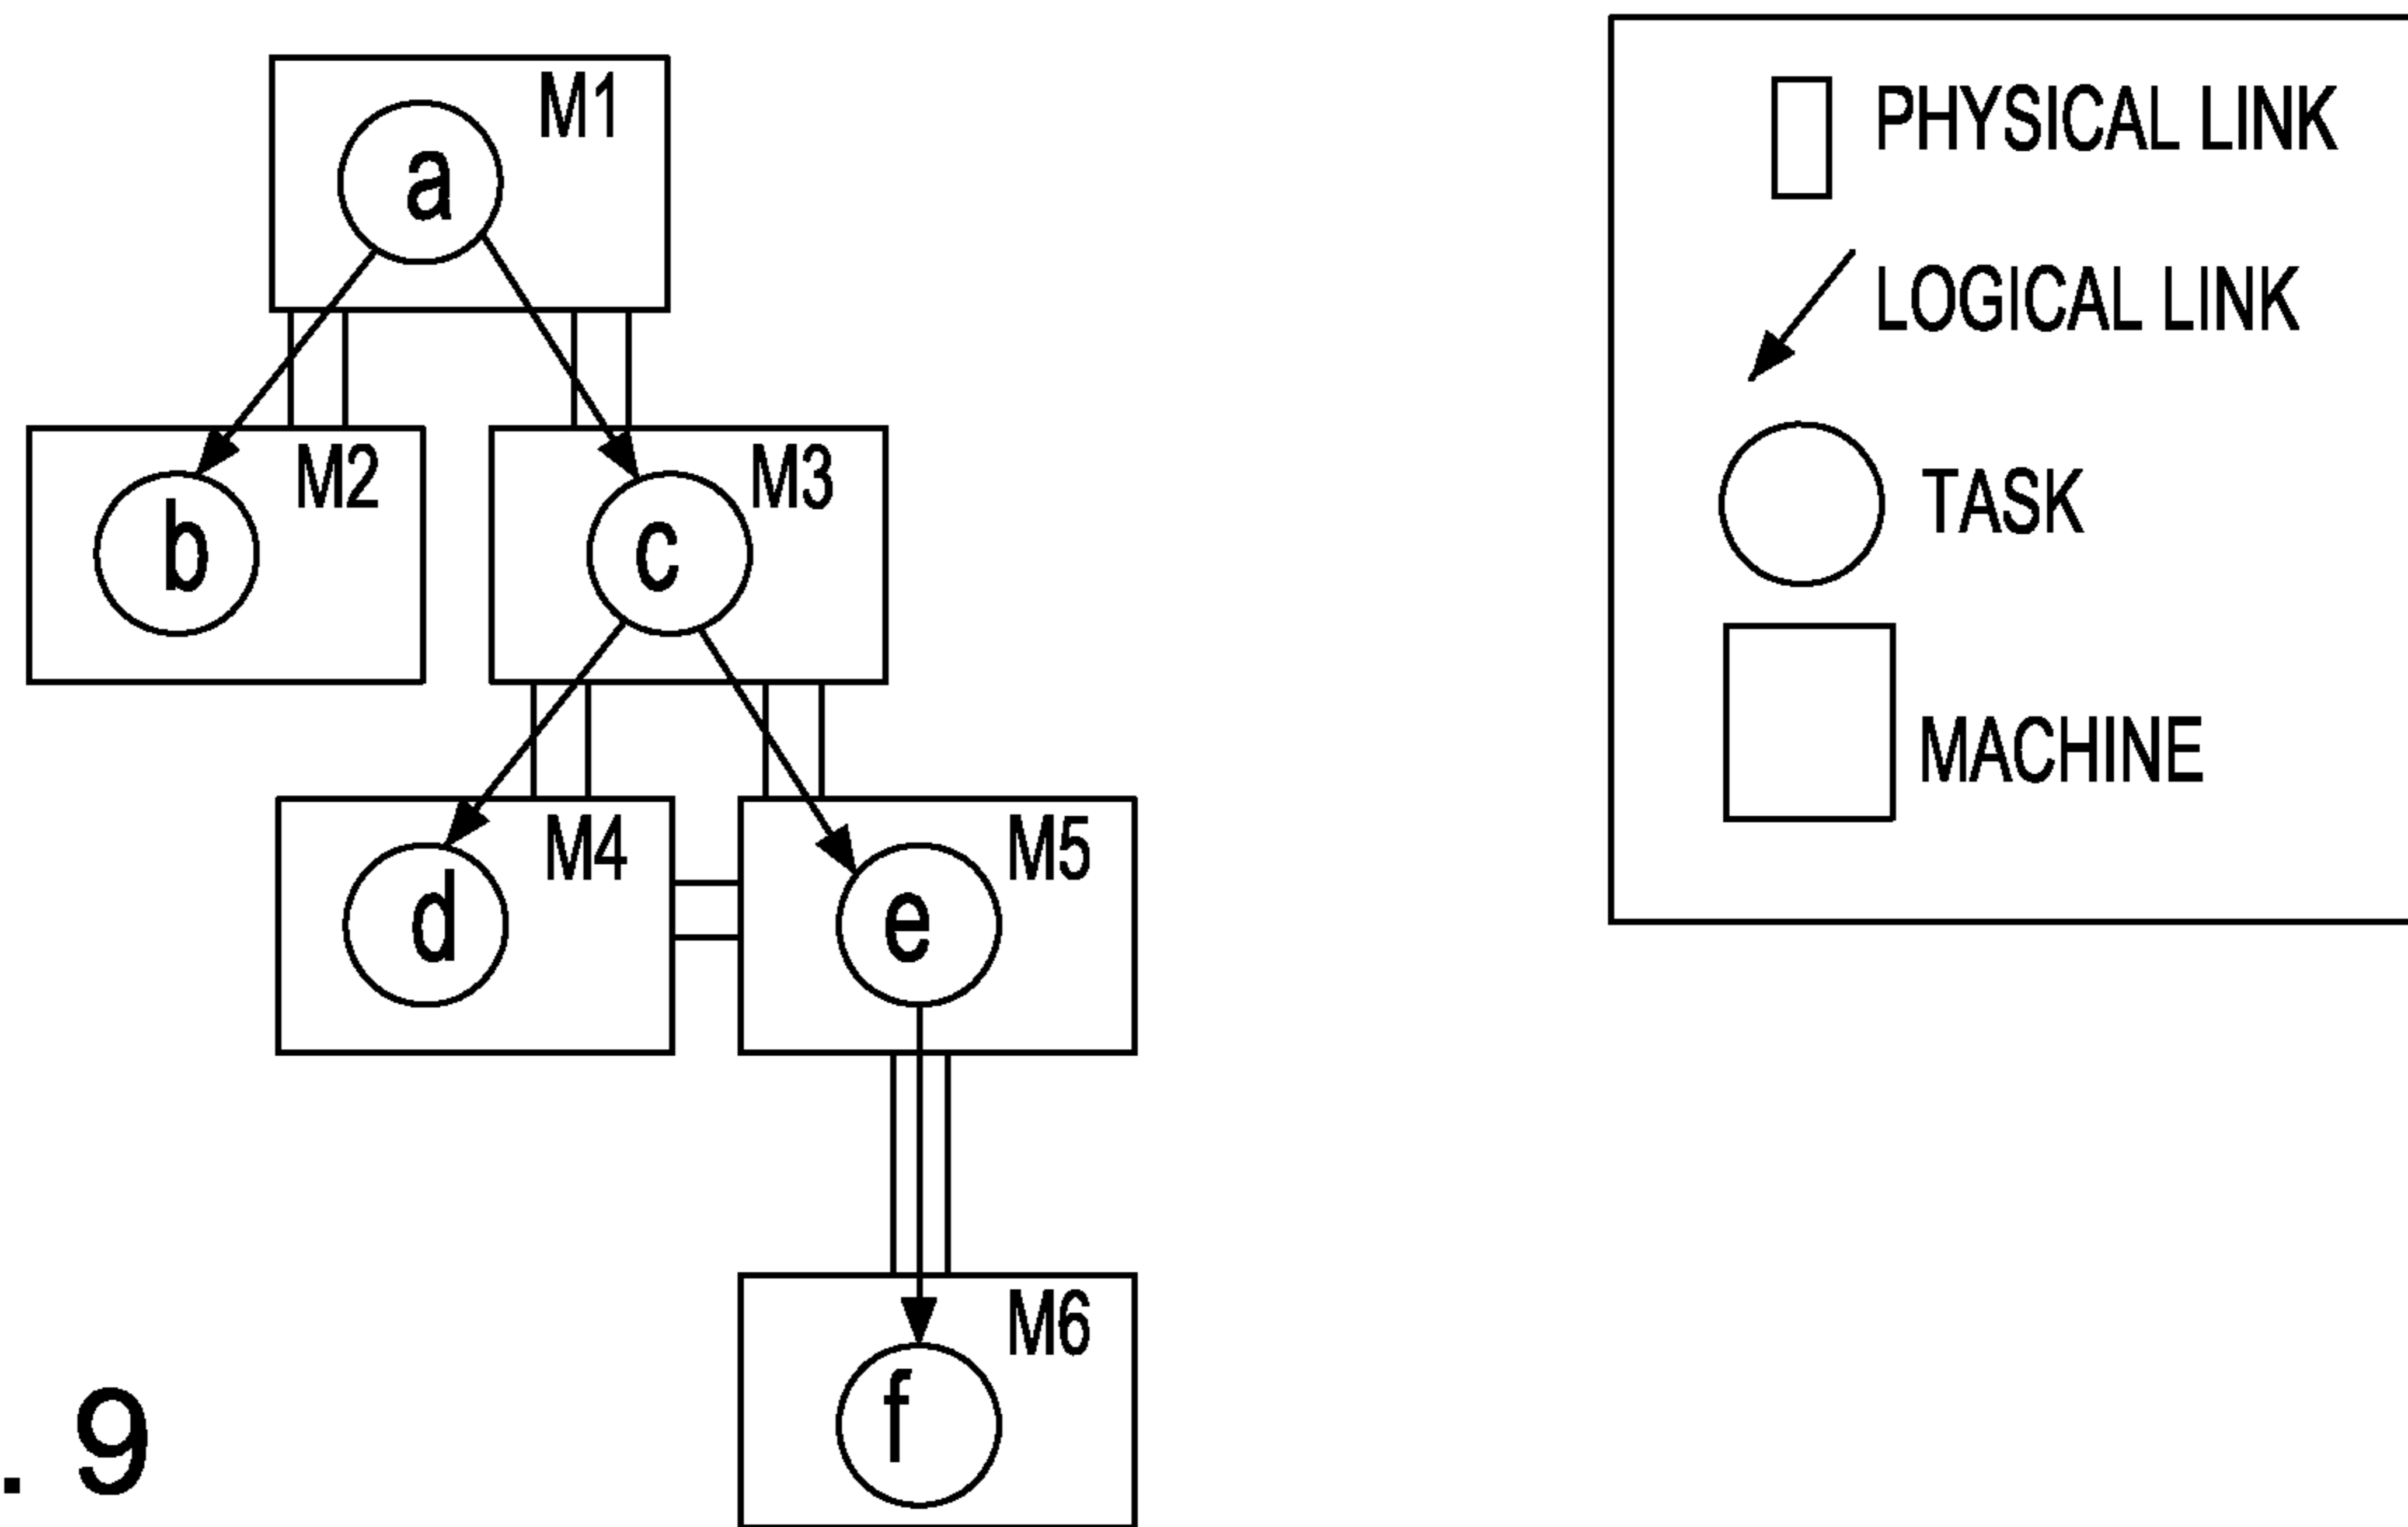 M1
a
M2
b
M3
c
M4
d
M5
e
M6
f
. 9
PHYSICAL LINK
LOGICAL LINK
TASK
MACHINE